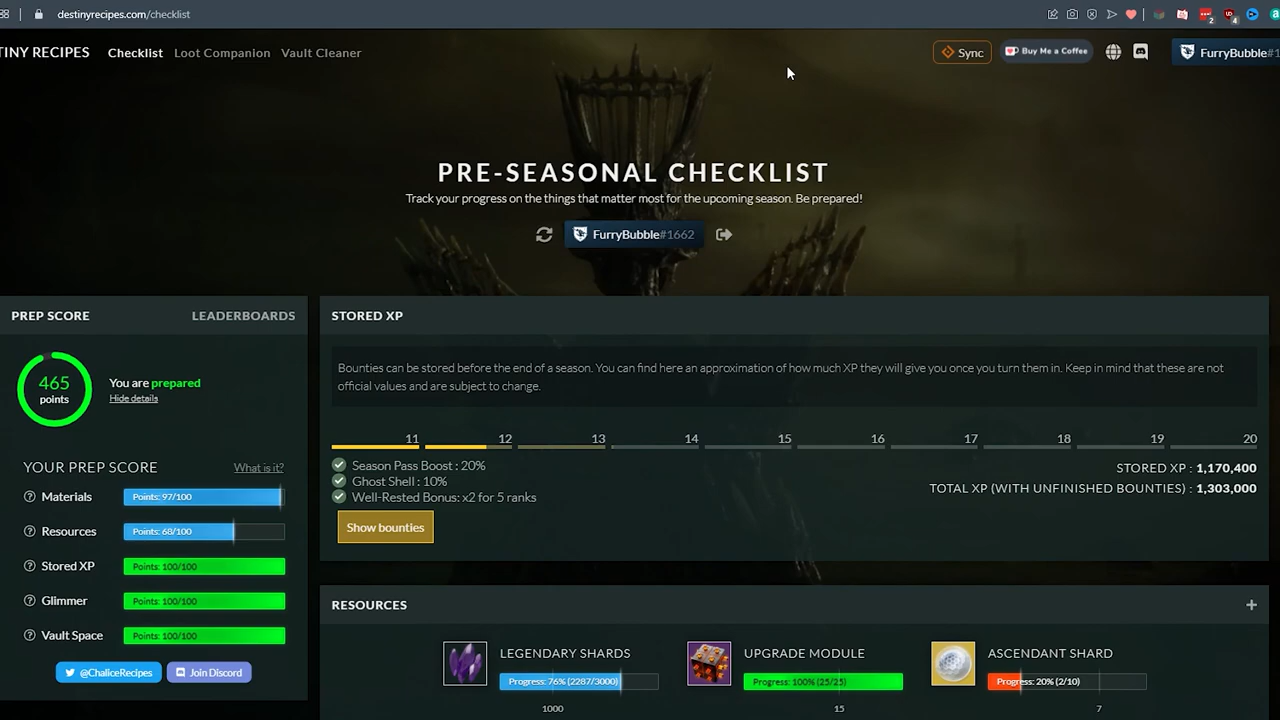 destinyrecipes.com/checklist
2
4
TINY RECIPES
Checklist
Loot Companion
Vault Cleaner
Sync
Buy Me a Coffee
FurryBubble#1
PRE-SEASONAL CHECKLIST
Track your progress on the things that matter most for the upcoming season. Be prepared!
FurryBubble#1662
PREP SCORE
LEADERBOARDS
465
points
You are prepared
Hide details
YOUR PREP SCORE
What is it?
Materials
Points: 97/100
Resources
Points: 68/100
Stored XP
Points: 100/100
Glimmer
Points: 100/100
Vault Space
Points: 100/100
@ChaliceRecipes
Join Discord
STORED XP
Bounties can be stored before the end of a season. You can find here an approximation of how much XP they will give you once you turn them in. Keep in mind that these are not
official values and are subject to change.
11 12 13 14 15 16 17 18 19 20
Season Pass Boost : 20%
Ghost Shell : 10%
Well-Rested Bonus: x2 for 5 ranks
STORED XP : 1,170,400
TOTAL XP (WITH UNFINISHED BOUNTIES) : 1,303,000
Show bounties
RESOURCES
+
LEGENDARY SHARDS
Progress: 76% (2287/3000)
1000
UPGRADE MODULE
Progress: 100% (25/25)
15
ASCENDANT SHARD
Progress: 20% (2/10)
7